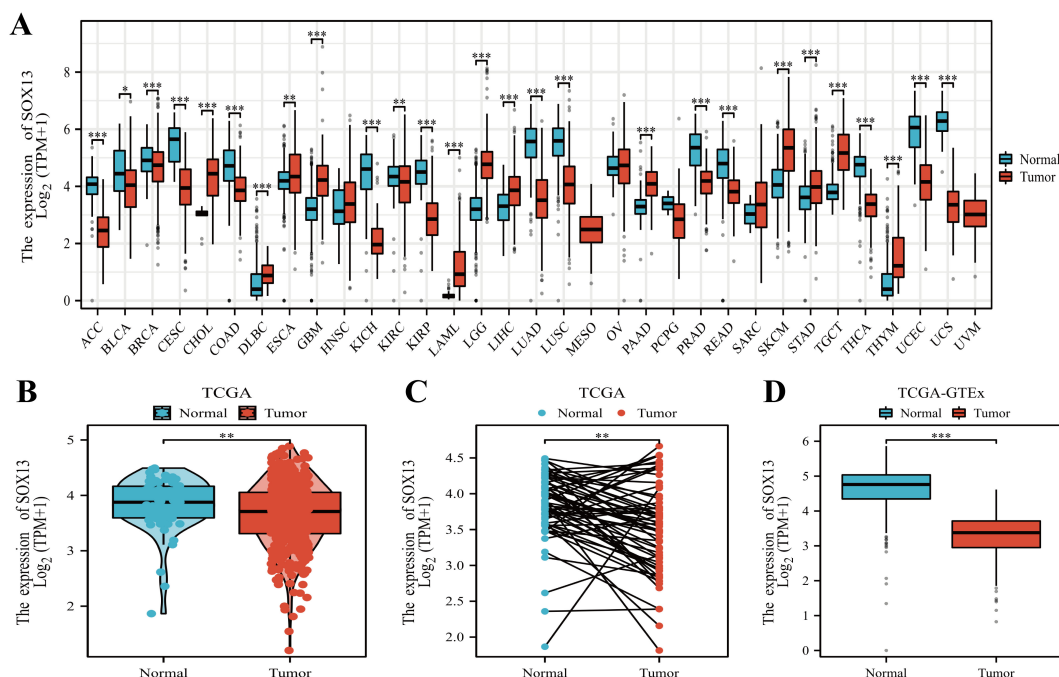 A
The expression of SOX13
Log2 (TPM+1)
8
6
4
2
0
*** * *** *** *** *** *** ** *** *** ** *** *** *** *** *** *** *** *** *** *** *** *** *** *** *** ***
Normal
Tumor
ACC BLCA BRCA CESC CHOL COAD DLBC ESCA GBM HNSC KICH KIRC KIRP LAML LGG LIHC LUAD LUSC MESO OV PAAD PCPG PRAD READ SARC SKCM STAD TGCT THCA THYM UCEC UCS UVM
B
TCGA
Normal Tumor
**
The expression of SOX13
Log2 (TPM+1)
5
4
3
2
Normal Tumor
C
TCGA
Normal Tumor
**
The expression of SOX13
Log2 (TPM+1)
4.5
4.0
3.5
3.0
2.5
2.0
Normal Tumor
D
TCGA-GTEx
Normal Tumor
***
The expression of SOX13
Log2 (TPM+1)
6
5
4
3
2
1
0
Normal Tumor